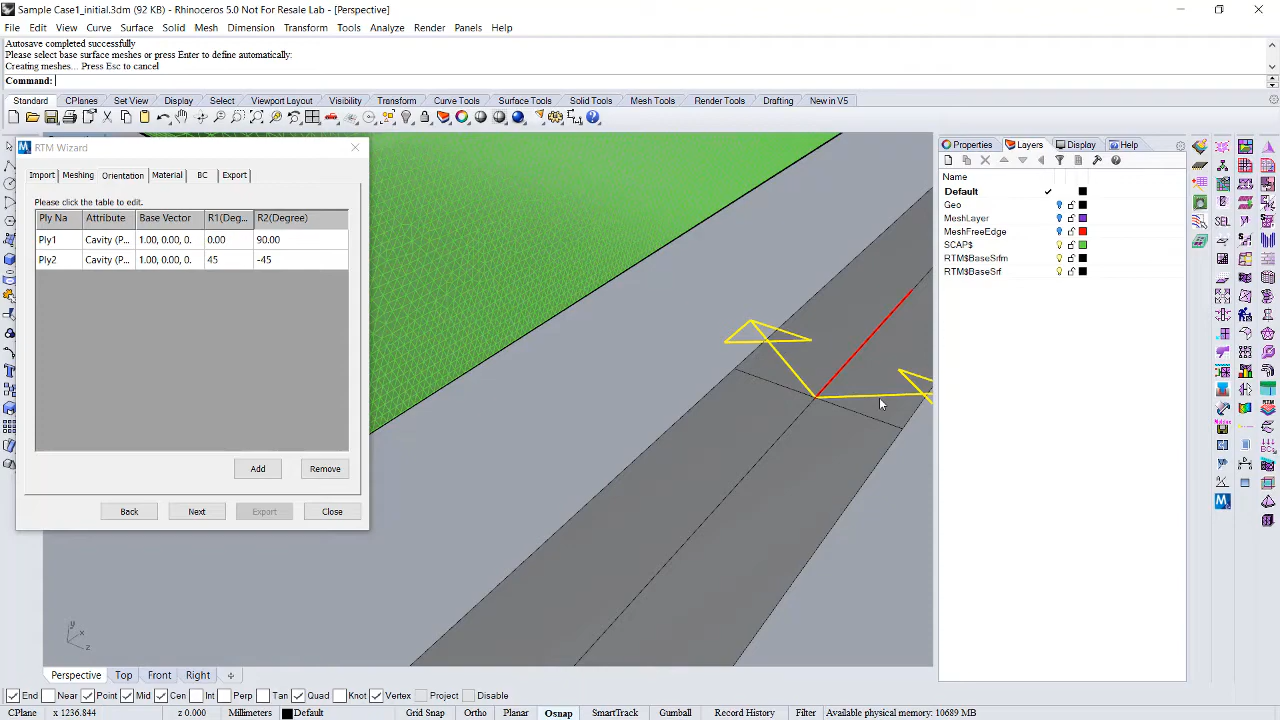 Sample Case1_initial.3dm (92 KB) - Rhinoceros 5.0 Not For Resale Lab - [Perspective]
File Edit View Curve Surface Solid Mesh Dimension Transform Tools Analyze Render Panels Help
Autosave completed successfully
Please select base surface meshes or press Enter to define automatically:
Creating meshes... Press Esc to cancel
Command:
Standard CPlanes Set View Display Select Viewport Layout Visibility Transform Curve Tools Surface Tools Solid Tools Mesh Tools Render Tools Drafting New in V5
RTM Wizard
Import Meshing Orientation Material BC Export
Please click the table to edit.
Ply Na Attribute Base Vector R1(Deg... R2(Degree)
Ply1 Cavity (P... 1.00, 0.00, 0. 0.00 90.00
Ply2 Cavity (P... 1.00, 0.00, 0. 45 -45
Add Remove
Back Next Export Close
Properties Layers Display Help
Name
Default
Geo
MeshLayer
MeshFreeEdge
SCAP$
RTM$BaseSrfm
RTM$BaseSrf
SEL
RTM
Moldex
y
x
z
Perspective Top Front Right
End Near Point Mid Cen Int Perp Tan Quad Knot Vertex Project Disable
CPlane x 1236.844 z 0.000 Millimeters Default Grid Snap Ortho Planar Osnap SmartTrack Gumball Record History Filter Available physical memory: 10689 MB